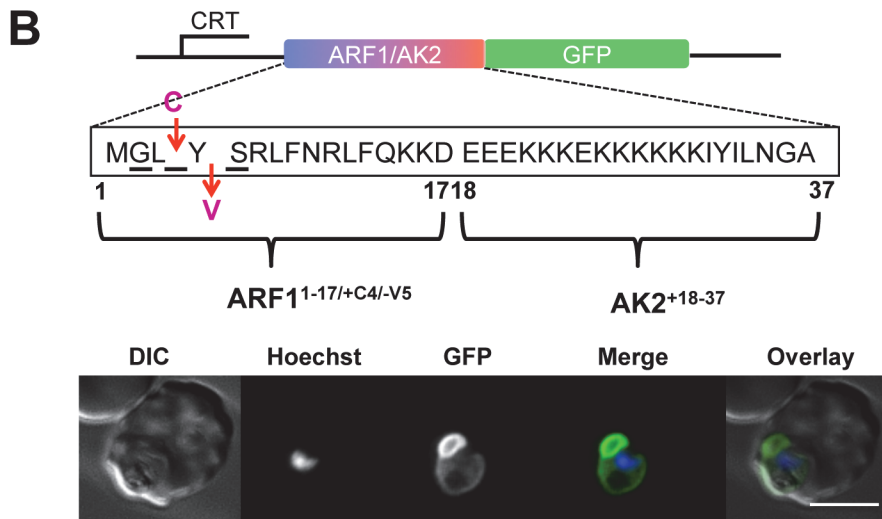 B
CRT
ARF1/AK2 GFP
C
MGL Y SRLFNRLFQKKD EEEKKKEKKKKKKIYILNGA
1 17 18 37
V
ARF1 1-17/+C4/-V5 AK2 +18-37
DIC Hoechst GFP Merge Overlay